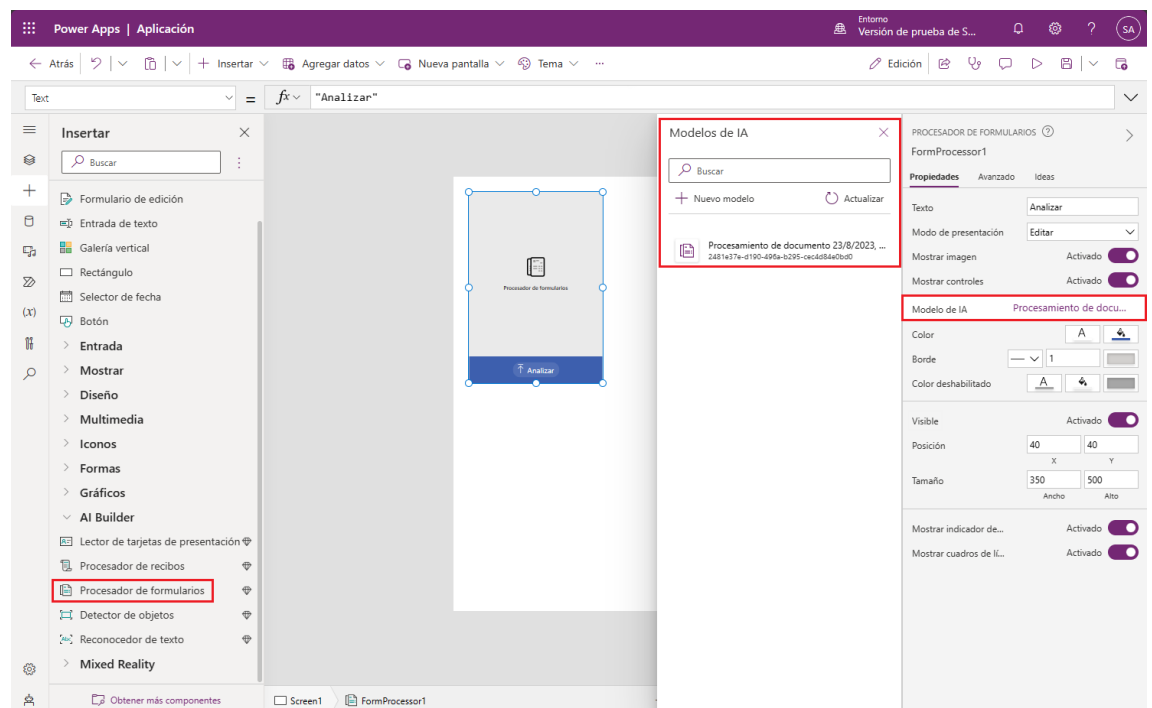 Power Apps | Aplicación
Entorno
Versión de prueba de S...
?
SA
Atrás
Insertar
Agregar datos
Nueva pantalla
Tema
...
Edición
Text
=
fx
"Analizar"
Insertar
Buscar
Formulario de edición
Entrada de texto
Galería vertical
Rectángulo
Selector de fecha
Botón
Entrada
Mostrar
Diseño
Multimedia
Iconos
Formas
Gráficos
AI Builder
Lector de tarjetas de presentación
Procesador de recibos
Procesador de formularios
Detector de objetos
Reconocedor de texto
Mixed Reality
Obtener más componentes
Procesador de formularios
Analizar
Screen1
FormProcessor1
Modelos de IA
Buscar
Nuevo modelo
Actualizar
Procesamiento de documento 23/8/2023, ...
2481e37e-d190-496a-b295-cec4d84e0bd0
PROCESADOR DE FORMULARIOS
FormProcessor1
Propiedades Avanzado Ideas
Texto Analizar
Modo de presentación Editar
Mostrar imagen Activado
Mostrar controles Activado
Modelo de IA Procesamiento de docu...
Color A
Borde 1
Color deshabilitado A
Visible Activado
Posición 40 40
X Y
Tamaño 350 500
Ancho Alto
Mostrar indicador de... Activado
Mostrar cuadros de lí... Activado